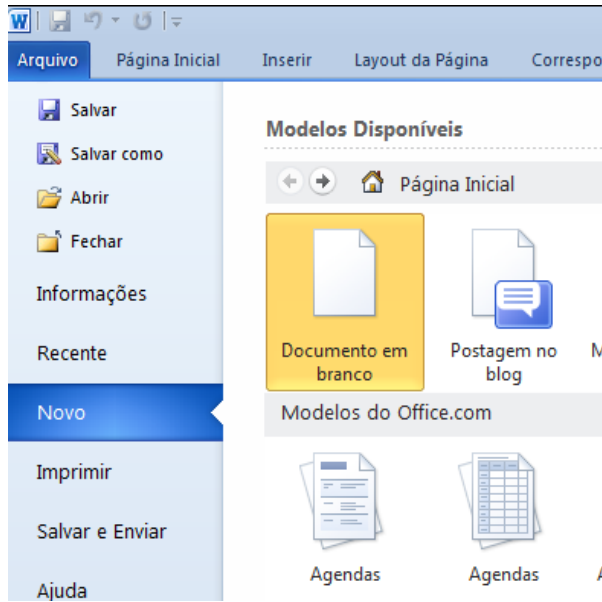 W
Arquivo Página Inicial Inserir Layout da Página Correspo
Salvar
Salvar como
Abrir
Fechar
Informações
Recente
Novo
Imprimir
Salvar e Enviar
Ajuda
Modelos Disponíveis
Página Inicial
Documento em
branco
Postagem no
blog
M
Modelos do Office.com
Agendas
Agendas